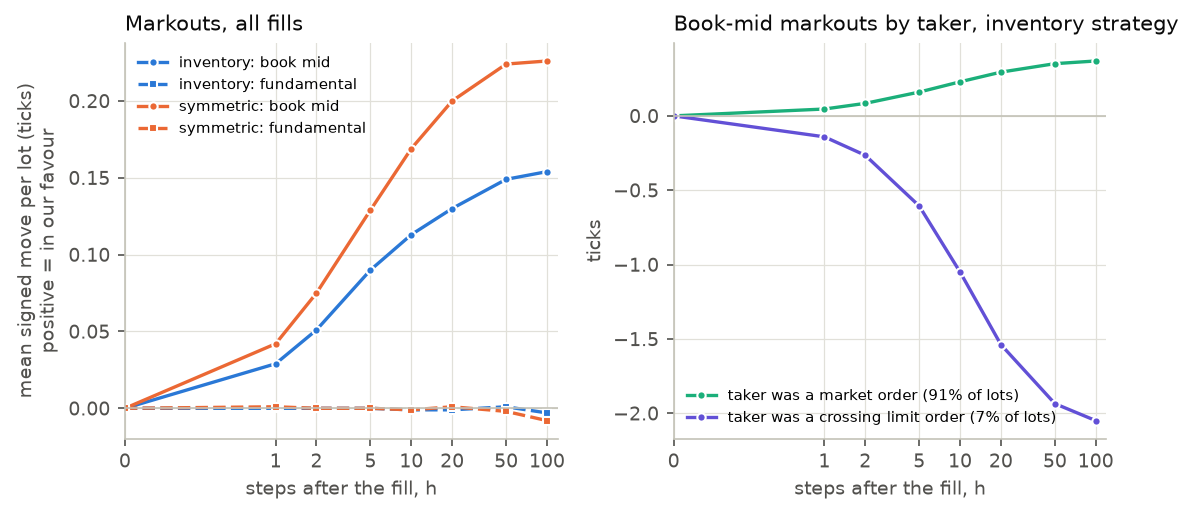 Markouts, all fills
inventory: book mid
inventory: fundamental
symmetric: book mid
symmetric: fundamental
mean signed move per lot (ticks)
positive = in our favour
0.20
0.15
0.10
0.05
0.00
0 1 2 5 10 20 50 100
steps after the fill, h
Book-mid markouts by taker, inventory strategy
ticks
0.0
−0.5
−1.0
−1.5
−2.0
taker was a market order (91% of lots)
taker was a crossing limit order (7% of lots)
0 1 2 5 10 20 50 100
steps after the fill, h